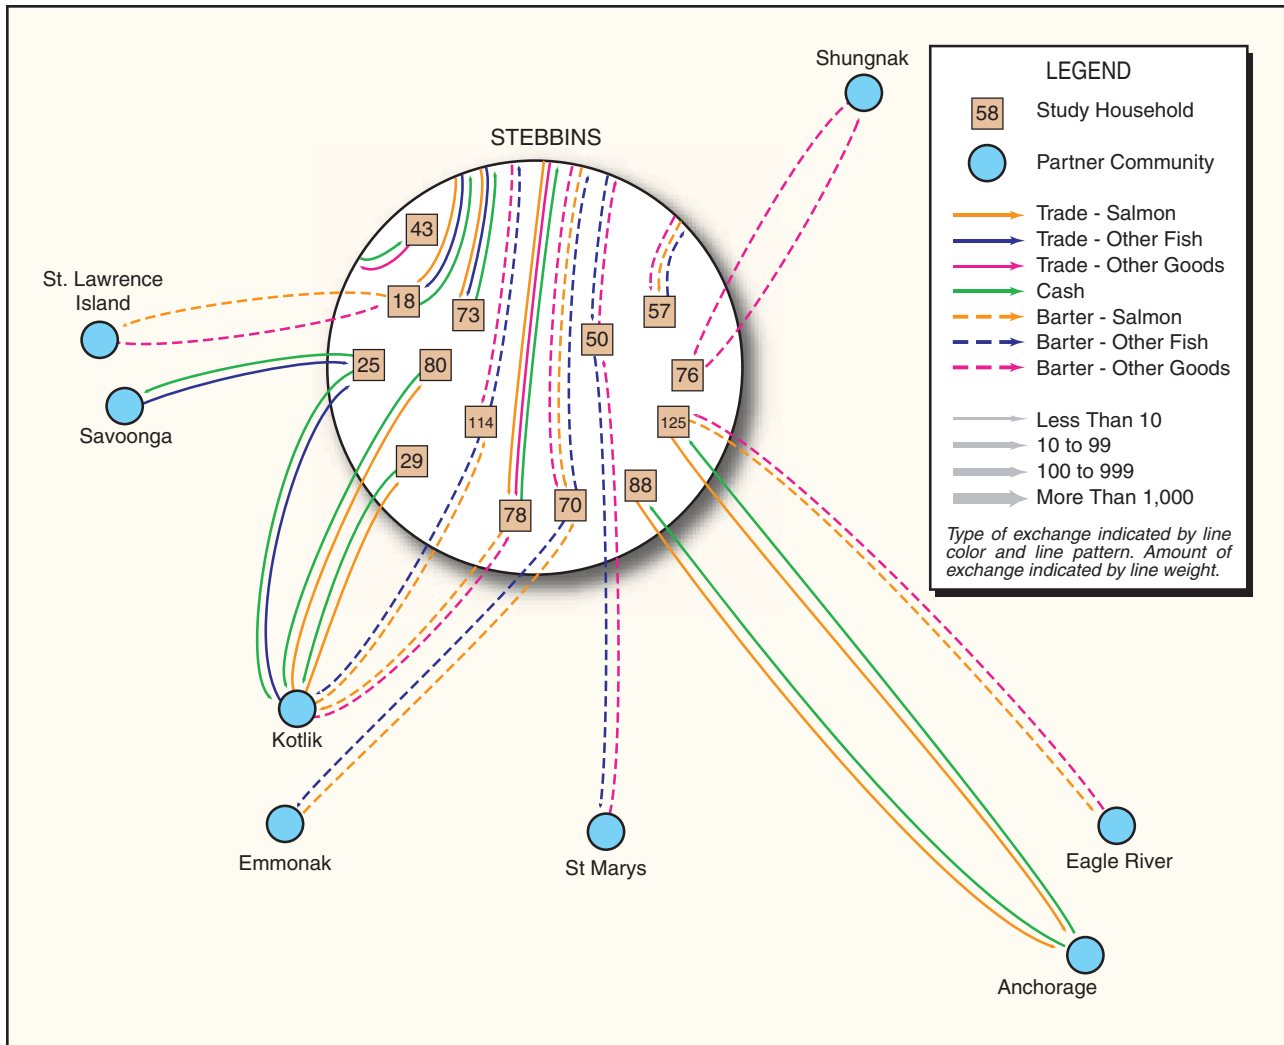 Shungnak
STEBBINS
43
St. Lawrence
Island
18
73
57
50
25
80
76
Savoonga
114
125
29
88
78
70
Kotlik
Emmonak
St Marys
Eagle River
Anchorage
LEGEND
58 Study Household
Partner Community
Trade - Salmon
Trade - Other Fish
Trade - Other Goods
Cash
Barter - Salmon
Barter - Other Fish
Barter - Other Goods
Less Than 10
10 to 99
100 to 999
More Than 1,000
Type of exchange indicated by line
color and line pattern. Amount of
exchange indicated by line weight.